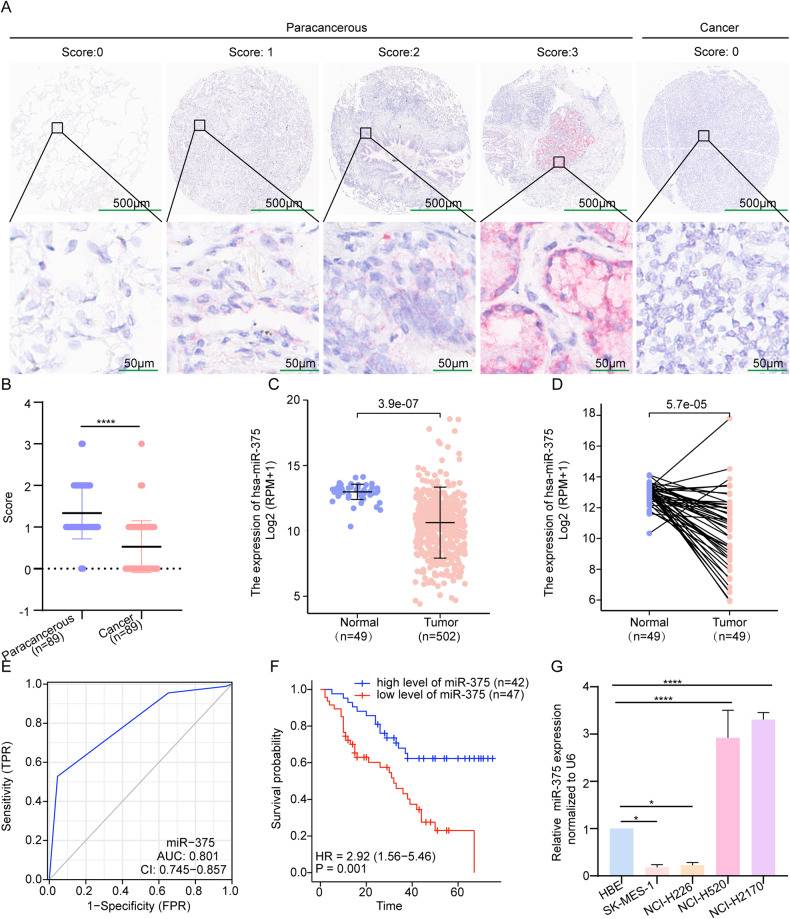 A
Paracancerous Cancer
Score:0 Score: 1 Score:2 Score:3 Score: 0
500μm 500μm 500μm 500μm 500μm
50μm 50μm 50μm 50μm 50μm
B
****
Score
4
3
2
1
0
-1
Paracancerous
(n=89)
Cancer
(n=89)
C
3.9e-07
The expression of hsa-miR-375
Log2 (RPM+1)
20
15
10
5
Normal
(n=49)
Tumor
(n=502)
D
5.7e-05
The expression of hsa-miR-375
Log2 (RPM+1)
18
16
14
12
10
8
6
Normal
(n=49)
Tumor
(n=49)
E
Sensitivity (TPR)
1.0
0.8
0.6
0.4
0.2
0.0
miR-375
AUC: 0.801
CI: 0.745−0.857
0.0 0.2 0.4 0.6 0.8 1.0
1−Specificity (FPR)
F
high level of miR-375 (n=42)
low level of miR-375 (n=47)
Survival probability
1.0
0.8
0.6
0.4
0.2
0.0
HR = 2.92 (1.56−5.46)
P = 0.001
0 20 40 60
Time
G
****
****
*
*
Relative miR-375 expression
normalized to U6
4
3
2
1
0
HBE
SK-MES-1
NCI-H226
NCI-H520
NCI-H2170